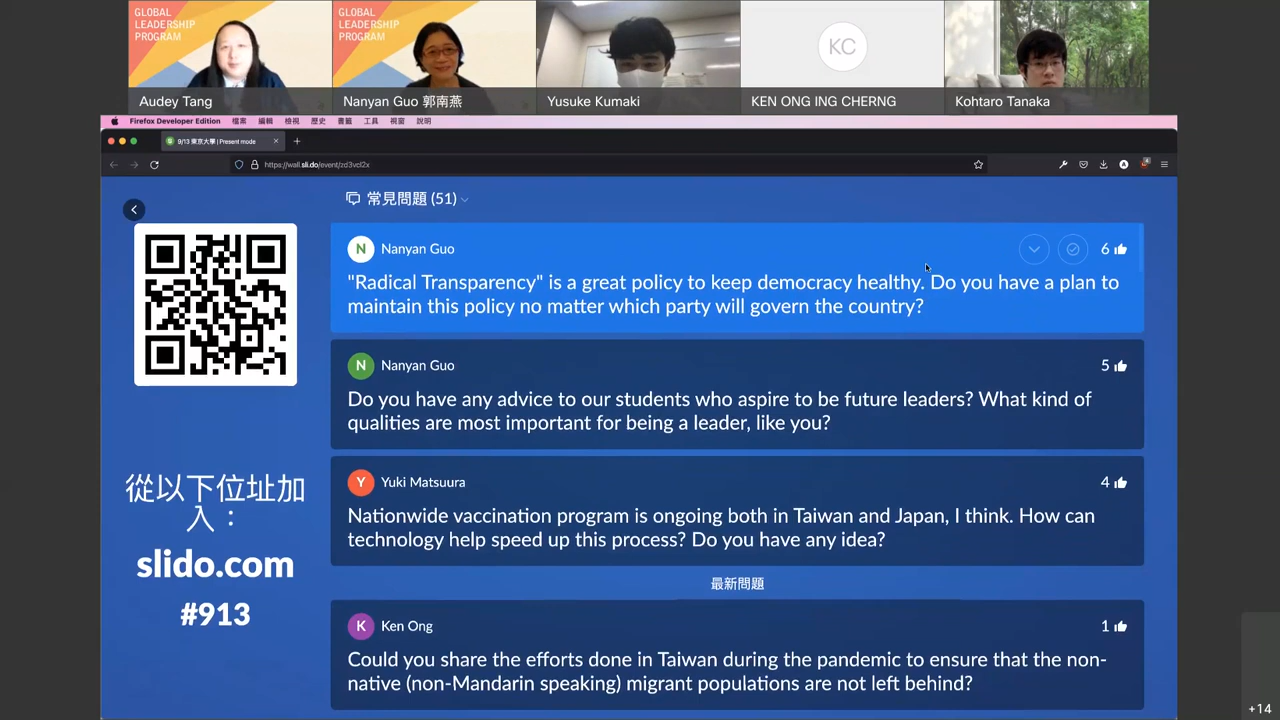 GLOBAL
LEADERSHIP
PROGRAM
GLOBAL
LEADERSHIP
PROGRAM
KC
Audey Tang
Nanyan Guo 郭南燕
Yusuke Kumaki
KEN ONG ING CHERNG
Kohtaro Tanaka
Firefox Developer Edition 檔案 編輯 檢視 歷史 書籤 工具 視窗 說明
9/13 東京大學 | Present mode
https://wall.sli.do/event/zd3vcl2x
常見問題 (51)
N Nanyan Guo 6
"Radical Transparency" is a great policy to keep democracy healthy. Do you have a plan to
maintain this policy no matter which party will govern the country?
N Nanyan Guo 5
Do you have any advice to our students who aspire to be future leaders? What kind of
qualities are most important for being a leader, like you?
Y Yuki Matsuura 4
Nationwide vaccination program is ongoing both in Taiwan and Japan, I think. How can
technology help speed up this process? Do you have any idea?
最新問題
K Ken Ong 1
Could you share the efforts done in Taiwan during the pandemic to ensure that the non-
native (non-Mandarin speaking) migrant populations are not left behind?
從以下位址加
入：
slido.com
#913
+14